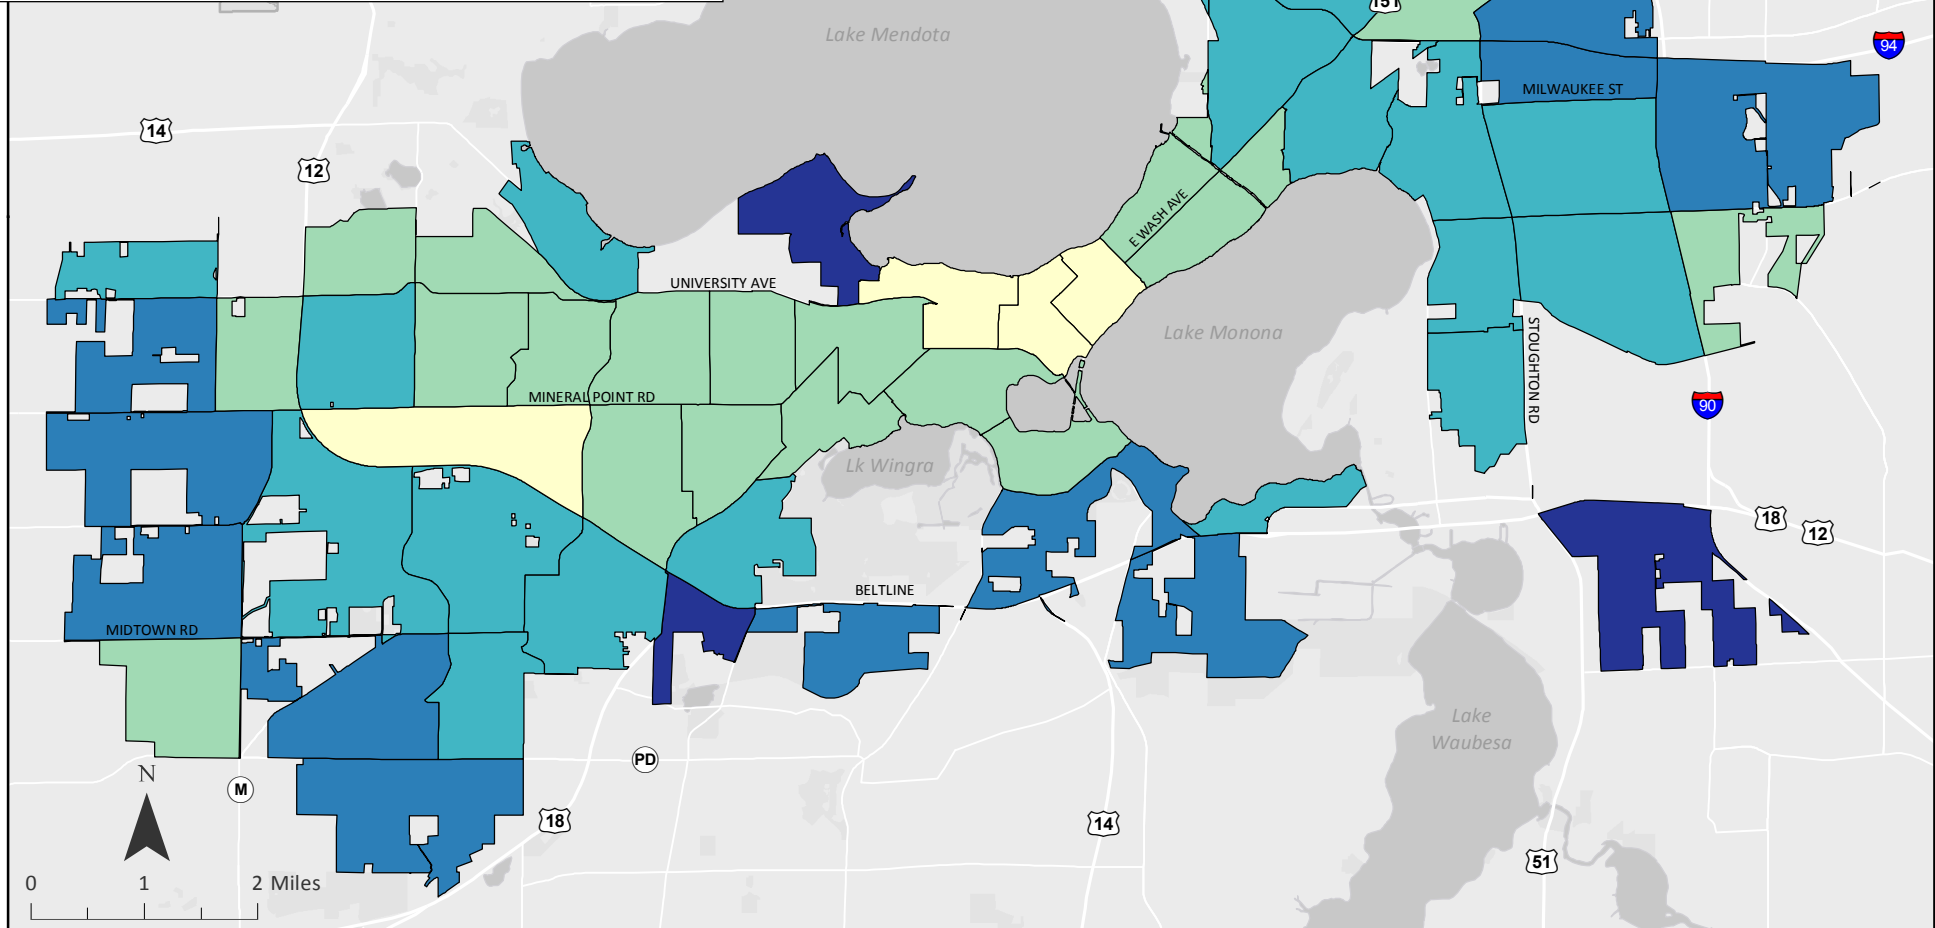 151
Lake Mendota
94
MILWAUKEE ST
14
12
E WASH AVE
UNIVERSITY AVE
Lake Monona
STOUGHTON RD
MINERAL POINT RD
90
Lk Wingra
18
12
BELTLINE
MIDTOWN RD
Lake
Waubesa
PD
N
M
18
14
51
0 1 2 Miles